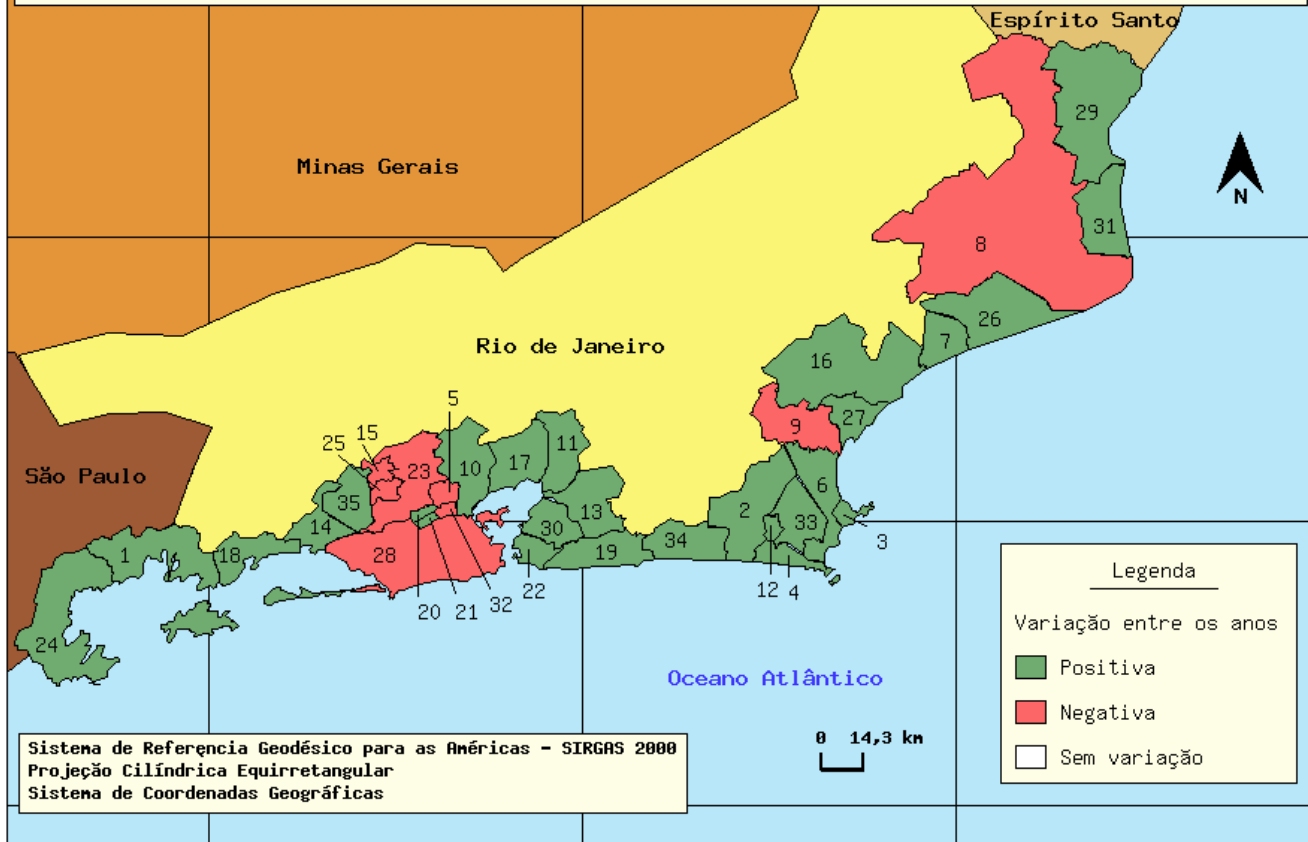 Espírito Santo
29
Minas Gerais
N
31
8
26
Rio de Janeiro
7
16
5
15
25
9
27
11
23
10
17
São Paulo
6
35
2
13
14
30
33
3
1
18
28
19
34
22
12
4
20
21
32
24
Oceano Atlântico
0 14,3 km
Legenda
Variação entre os anos
Positiva
Negativa
Sem variação
Sistema de Referência Geodésico para as Américas - SIRGAS 2000
Projeção Cilíndrica Equirretangular
Sistema de Coordenadas Geográficas